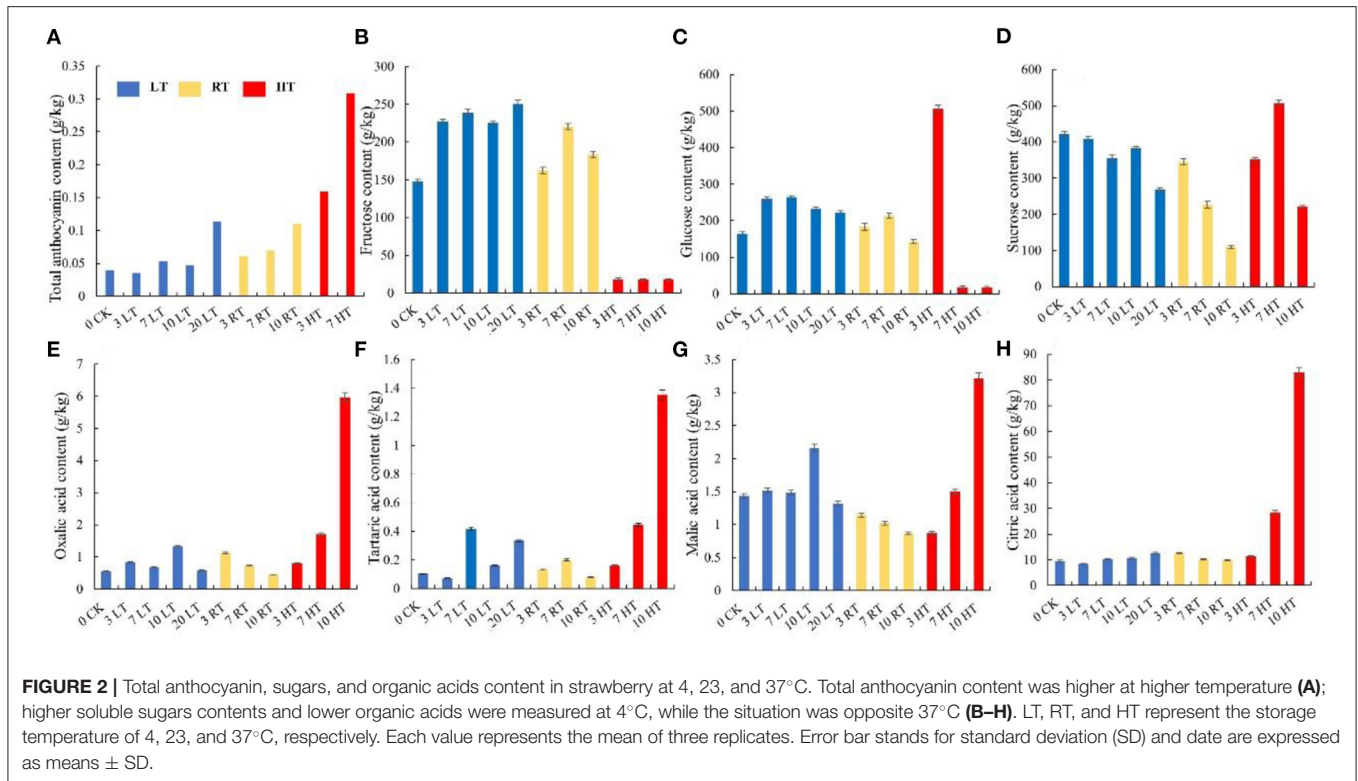 A
Total anthocyanin content (g/kg)
0.35
0.3
0.25
0.2
0.15
0.1
0.05
0
LT RT HT
0 CK 3 LT 7 LT 10 LT 20 LT 3 RT 7 RT 10 RT 3 HT 7 HT
B
Fructose content (g/kg)
300
250
200
150
100
50
0
0 CK 3 LT 7 LT 10 LT 20 LT 3 RT 7 RT 10 RT 3 HT 7 HT 10 HT
C
Glucose content (g/kg)
600
500
400
300
200
100
0
0 CK 3 LT 7 LT 10 LT 20 LT 3 RT 7 RT 10 RT 3 HT 7 HT 10 HT
D
Sucrose content (g/kg)
600
500
400
300
200
100
0
0 CK 3 LT 7 LT 10 LT 20 LT 3 RT 7 RT 10 RT 3 HT 7 HT 10 HT
E
Oxalic acid content (g/kg)
7
6
5
4
3
2
1
0
0 CK 3 LT 7 LT 10 LT 20 LT 3 RT 7 RT 10 RT 3 HT 7 HT 10 HT
F
Tartaric acid content (g/kg)
1.6
1.4
1.2
1
0.8
0.6
0.4
0.2
0
0 CK 3 LT 7 LT 10 LT 20 LT 3 RT 7 RT 10 RT 3 HT 7 HT 10 HT
G
Malic acid content (g/kg)
3.5
3
2.5
2
1.5
1
0.5
0
0 CK 3 LT 7 LT 10 LT 20 LT 3 RT 7 RT 10 RT 3 HT 7 HT 10 HT
H
Citric acid content (g/kg)
90
80
70
60
50
40
30
20
10
0
0 CK 3 LT 7 LT 10 LT 20 LT 3 RT 7 RT 10 RT 3 HT 7 HT 10 HT
FIGURE 2 | Total anthocyanin, sugars, and organic acids content in strawberry at 4, 23, and 37°C. Total anthocyanin content was higher at higher temperature (A);
higher soluble sugars contents and lower organic acids were measured at 4°C, while the situation was opposite 37°C (B–H). LT, RT, and HT represent the storage
temperature of 4, 23, and 37°C, respectively. Each value represents the mean of three replicates. Error bar stands for standard deviation (SD) and date are expressed
as means ± SD.